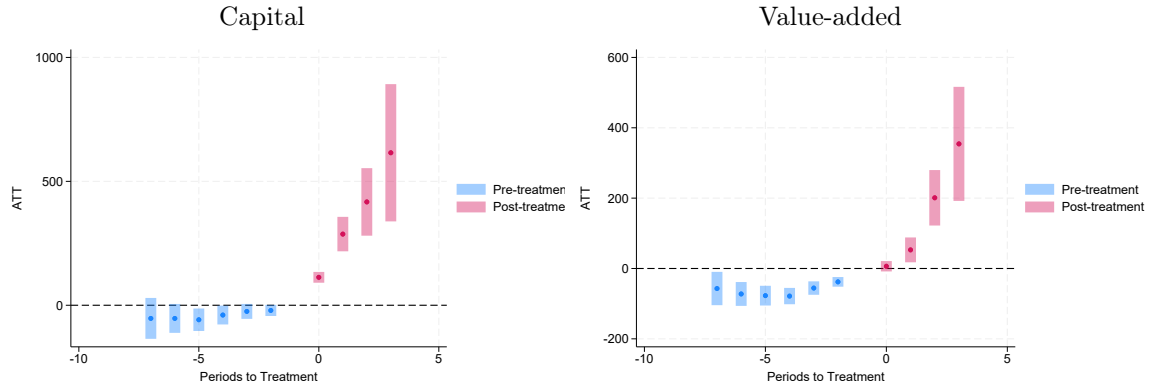 Capital
1000
500
0
ATT
-10
-5
0
5
Periods to Treatment
Pre-treatmen
Post-treatme
Value-added
600
400
200
0
-200
ATT
-10
-5
0
5
Periods to Treatment
Pre-treatment
Post-treatment